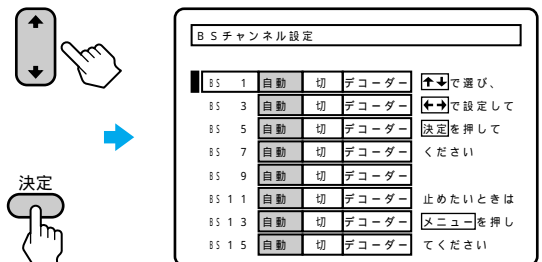 決定
BSチャンネル設定
BS 1 自動 切 デコーダー ↑↓で選び、
BS 3 自動 切 デコーダー ←→で設定して
BS 5 自動 切 デコーダー 決定を押して
BS 7 自動 切 デコーダー ください
BS 9 自動 切 デコーダー
BS11 自動 切 デコーダー 止めたいときは
BS13 自動 切 デコーダー メニューを押し
BS15 自動 切 デコーダー てください